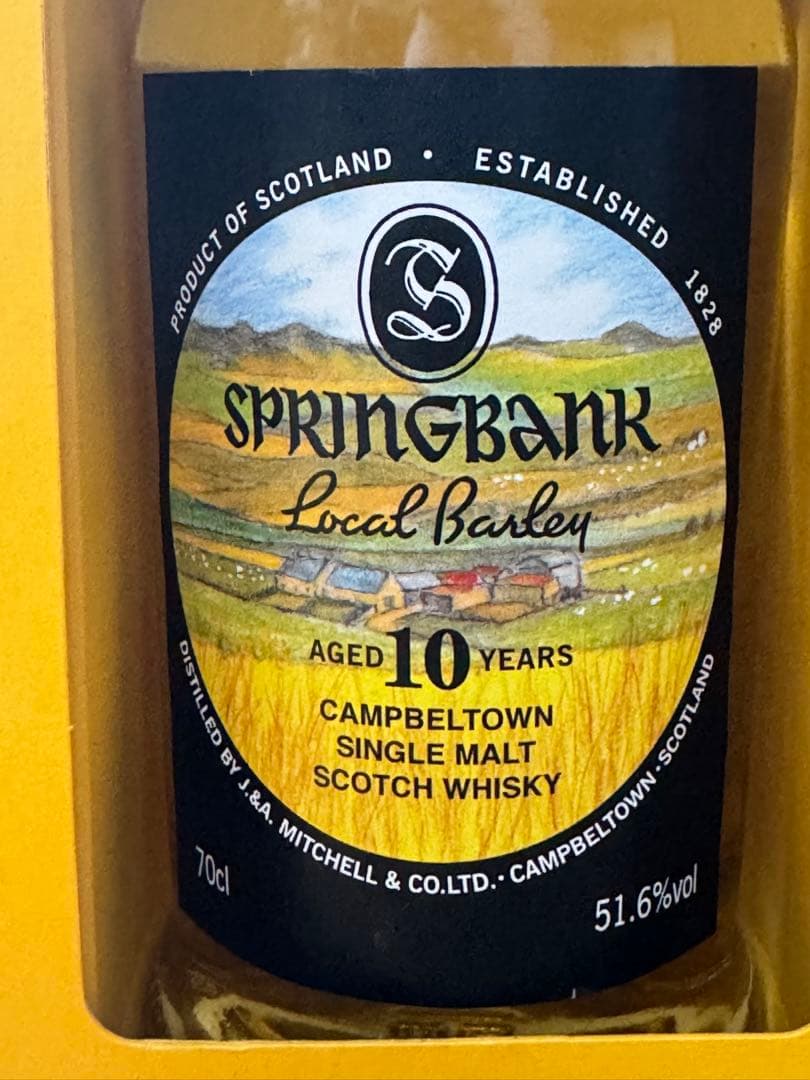 PRODUCT OF SCOTLAND • ESTABLISHED 1828
S
SPRINGBANK
Local Barley
AGED 10 YEARS
CAMPBELTOWN
SINGLE MALT
SCOTCH WHISKY
DISTILLED BY J.&A. MITCHELL & CO.LTD. · CAMPBELTOWN · SCOTLAND
70cl
51.6%vol